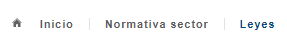 Inicio Normativa sector Leyes